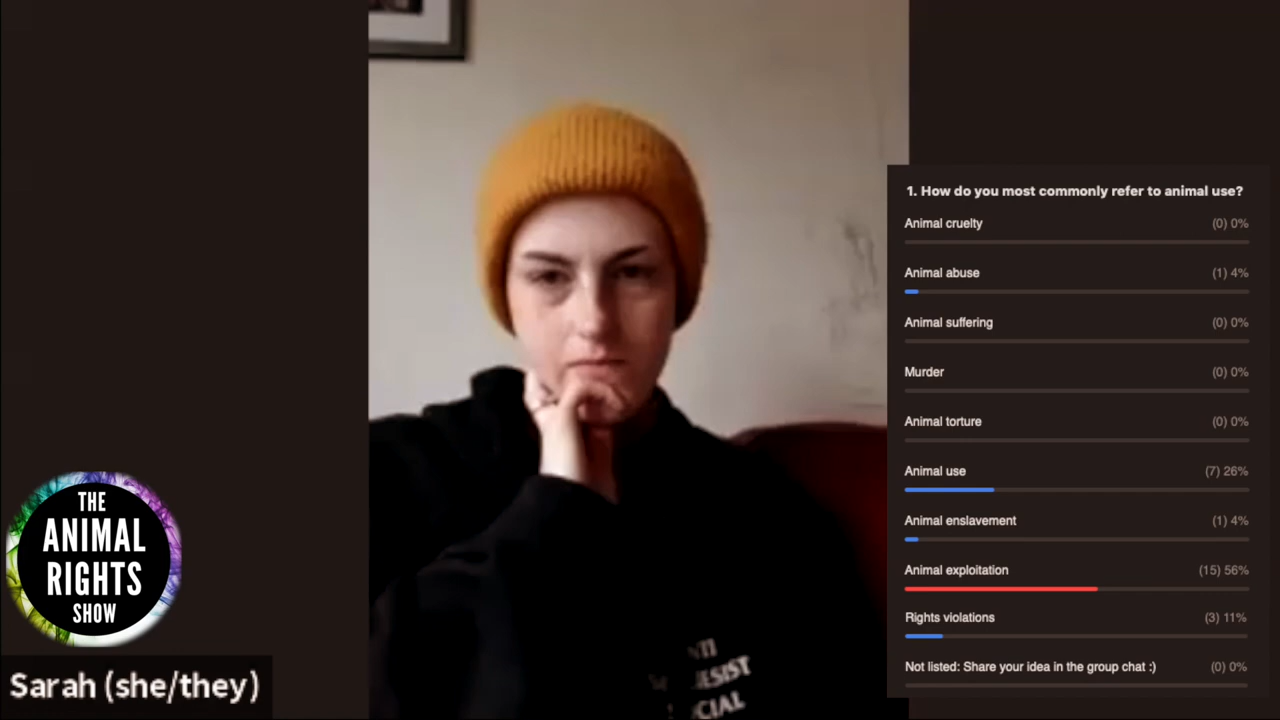 1. How do you most commonly refer to animal use?
Animal cruelty (0) 0%
Animal abuse (1) 4%
Animal suffering (0) 0%
Murder (0) 0%
Animal torture (0) 0%
Animal use (7) 26%
Animal enslavement (1) 4%
Animal exploitation (15) 56%
Rights violations (3) 11%
Not listed: Share your idea in the group chat :) (0) 0%
THE
ANIMAL
RIGHTS
SHOW
Sarah (she/they)